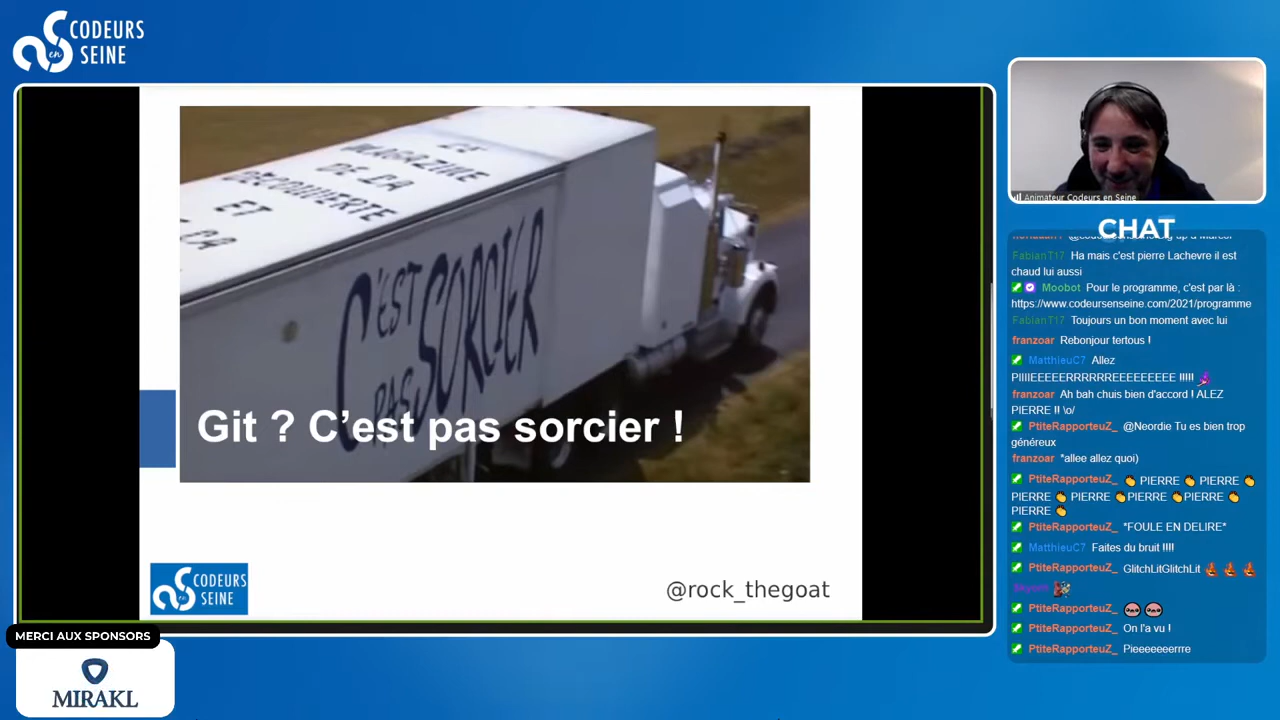 CODEURS
en
SEINE
LE
MAGAZINE
DE LA
DÉCOUVERTE
ET
LA
C'EST
PAS SORCIER
Git ? C’est pas sorcier !
CODEURS
en
SEINE
@rock_thegoat
MERCI AUX SPONSORS
MIRAKL
Animateur Codeurs en Seine
CHAT
FabianT17 Ha mais c'est pierre Lachevre il est
chaud lui aussi
Moobot Pour le programme, c'est par là :
https://www.codeursenseine.com/2021/programme
FabianT17 Toujours un bon moment avec lui
franzoar Rebonjour tertous !
MatthieuC7 Allez
PIIIIEEEEERRRRRREEEEEEEEE !!!!!
franzoar Ah bah chuis bien d'accord ! ALEZ
PIERRE !! \o/
PtiteRapporteuZ_ @Neordie Tu es bien trop
généreux
franzoar *allee allez quoi)
PtiteRapporteuZ_ 👏 PIERRE 👏 PIERRE 👏
PIERRE 👏 PIERRE 👏PIERRE 👏PIERRE 👏
PIERRE 👏
PtiteRapporteuZ_ *FOULE EN DELIRE*
MatthieuC7 Faites du bruit !!!!
PtiteRapporteuZ_ GlitchLitGlitchLit
PtiteRapporteuZ_
PtiteRapporteuZ_ On l'a vu !
PtiteRapporteuZ_ Pieeeeeeerrre